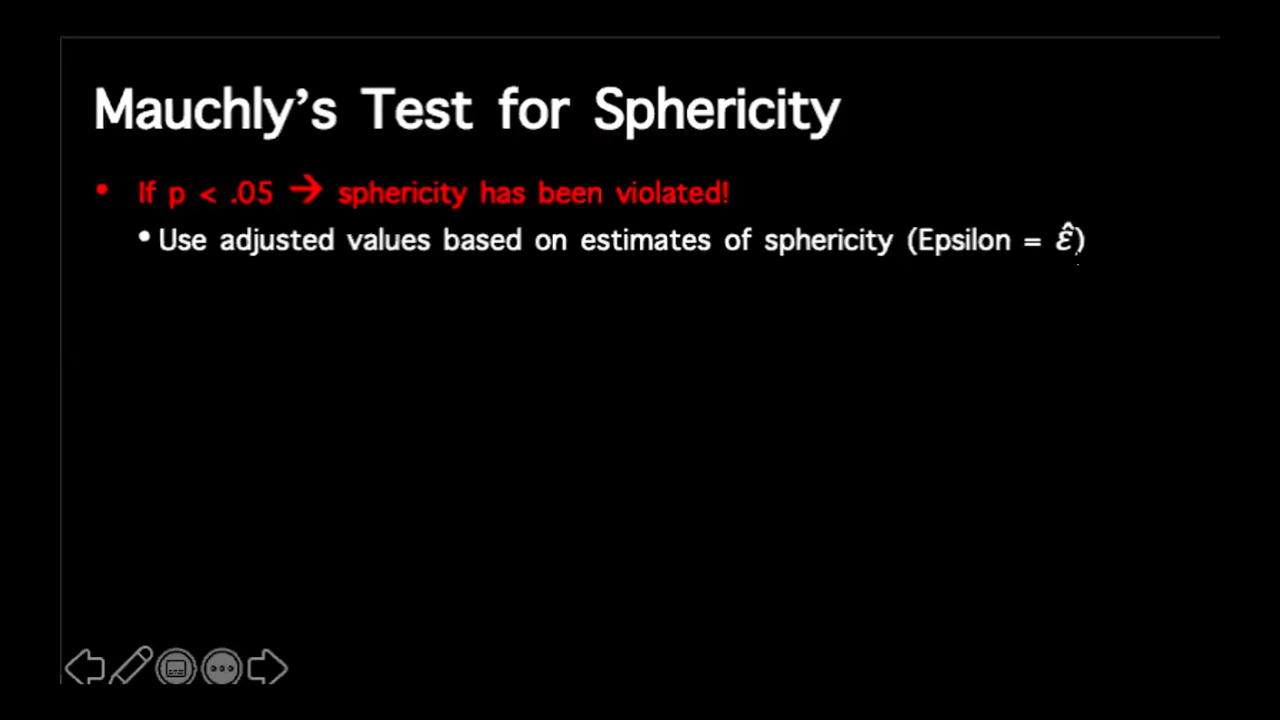 Mauchly’s Test for Sphericity
• If p < .05 → sphericity has been violated!
• Use adjusted values based on estimates of sphericity (Epsilon = ε̂)